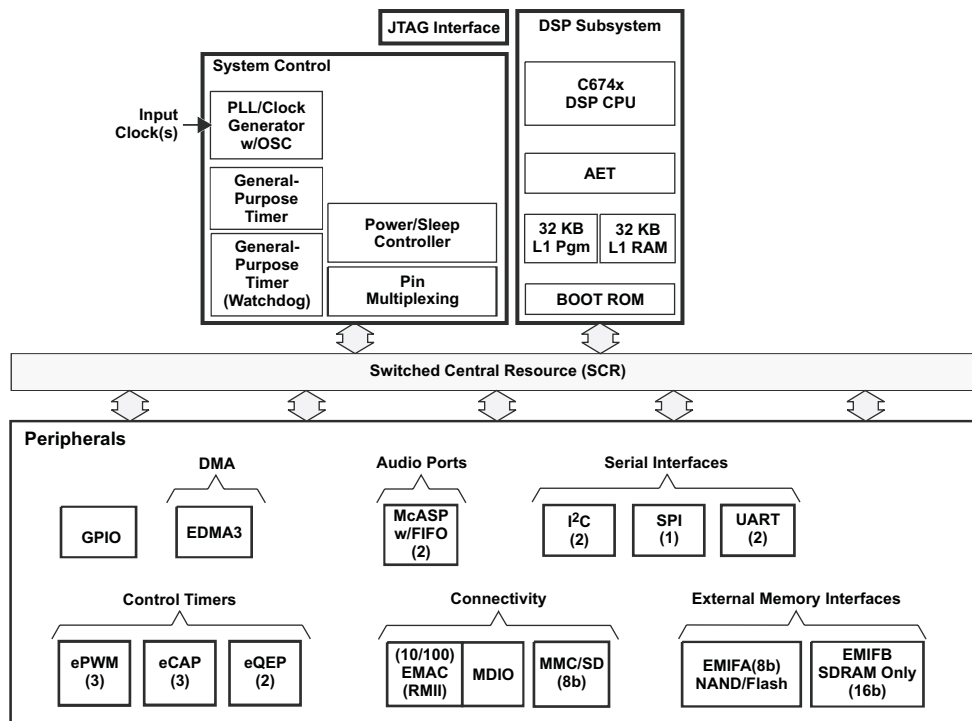 JTAG Interface
DSP Subsystem
System Control
C674x
DSP CPU
Input
Clock(s)
PLL/Clock
Generator
w/OSC
General-
Purpose
Timer
AET
Power/Sleep
Controller
32 KB
L1 Pgm
32 KB
L1 RAM
General-
Purpose
Timer
(Watchdog)
Pin
Multiplexing
BOOT ROM
Switched Central Resource (SCR)
Peripherals
DMA
Audio Ports
Serial Interfaces
GPIO
EDMA3
McASP
w/FIFO
(2)
I²C
(2)
SPI
(1)
UART
(2)
Control Timers
Connectivity
External Memory Interfaces
ePWM
(3)
eCAP
(3)
eQEP
(2)
(10/100)
EMAC
(RMII)
MDIO
MMC/SD
(8b)
EMIFA(8b)
NAND/Flash
EMIFB
SDRAM Only
(16b)